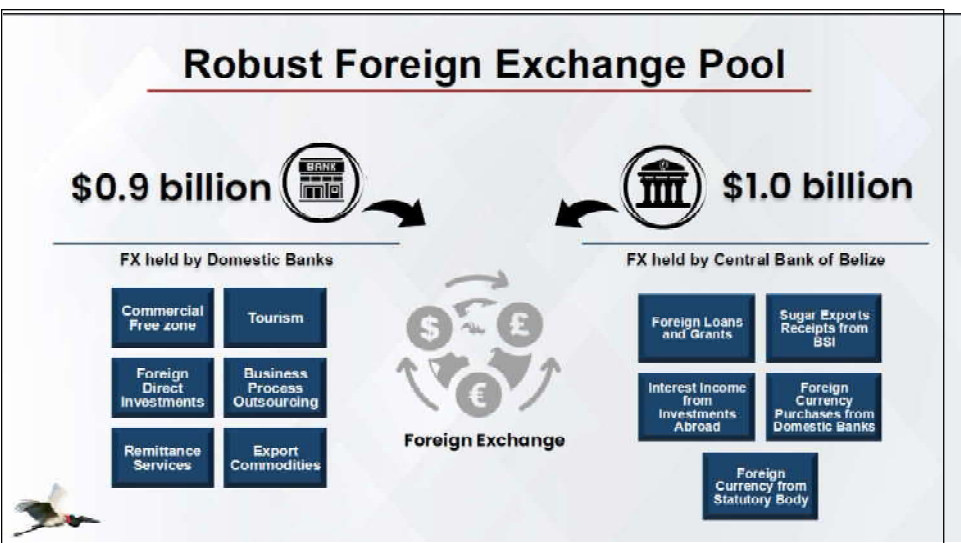 Robust Foreign Exchange Pool
$0.9 billion
BANK
FX held by Domestic Banks
Commercial
Free zone
Tourism
Foreign
Direct
Investments
Business
Process
Outsourcing
Remittance
Services
Export
Commodities
$
£
€
Foreign Exchange
$1.0 billion
FX held by Central Bank of Belize
Foreign Loans
and Grants
Sugar Exports
Receipts from
BSI
Interest Income
from
Investments
Abroad
Foreign
Currency
Purchases from
Domestic Banks
Foreign
Currency from
Statutory Body